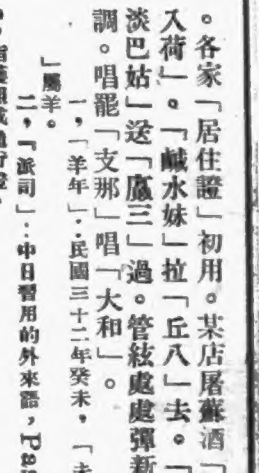 。各家「居住證」初用。某店屠蘇酒「
入荷」。「鹹水妹」拉「丘八」去。「
淡巴姑」送「廠三」過。管絃處處彈新
調。唱罷「支那」唱「大和」。
一，「羊年」：民國三十二年癸未，「未
」屬羊。
二，「派司」：中日習用的外來語，Pa